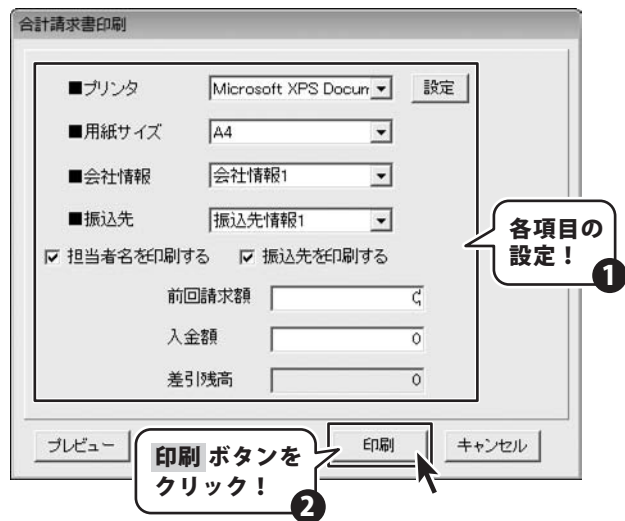 合計請求書印刷
■プリンタ Microsoft XPS Docum 設定
■用紙サイズ A4
■会社情報 会社情報1
■振込先 振込先情報1
担当者名を印刷する 振込先を印刷する
前回請求額 0
入金額 0
差引残高 0
各項目の
設定！
1
プレビュー 印刷 キャンセル
印刷 ボタンを
クリック！
2